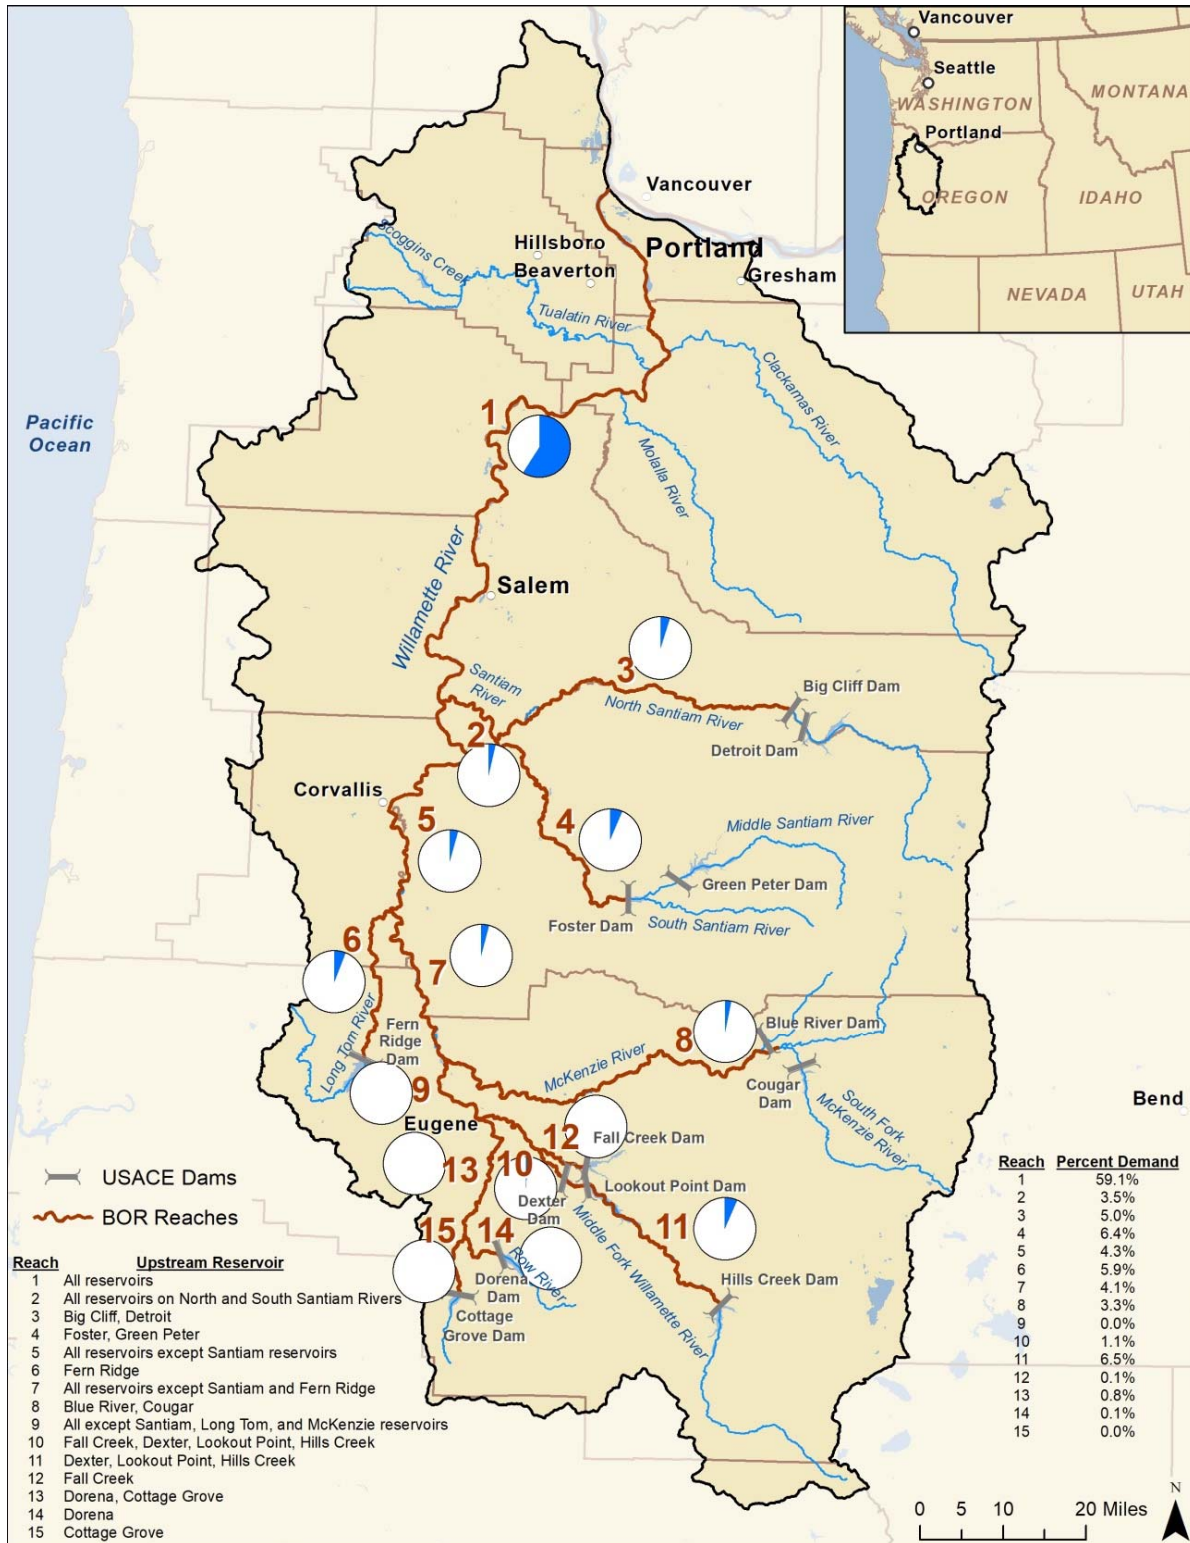 Vancouver
Seattle
WASHINGTON
MONTANA
Portland
OREGON
IDAHO
NEVADA
UTAH
Vancouver
Hillsboro
Portland
Beaverton
Gresham
Scoggins Creek
Tualatin River
Clackamas River
Molalla River
Pacific
Ocean
1
Willamette River
Salem
Santiam
River
3
North Santiam River
Big Cliff Dam
Detroit Dam
2
Corvallis
5
4
Middle Santiam River
Green Peter Dam
Foster Dam
South Santiam River
6
7
Long Tom River
Fern
Ridge
Dam
8
Blue River Dam
McKenzie River
Cougar
Dam
South Fork
McKenzie River
Bend
9
Eugene
12
Fall Creek Dam
13
10
Lookout Point Dam
Dexter
Dam
Middle Fork Willamette River
11
15
14
Row River
Dorena
Dam
Cottage
Grove Dam
Hills Creek Dam
USACE Dams
BOR Reaches
Reach Upstream Reservoir
1 All reservoirs
2 All reservoirs on North and South Santiam Rivers
3 Big Cliff, Detroit
4 Foster, Green Peter
5 All reservoirs except Santiam reservoirs
6 Fern Ridge
7 All reservoirs except Santiam and Fern Ridge
8 Blue River, Cougar
9 All except Santiam, Long Tom, and McKenzie reservoirs
10 Fall Creek, Dexter, Lookout Point, Hills Creek
11 Dexter, Lookout Point, Hills Creek
12 Fall Creek
13 Dorena, Cottage Grove
14 Dorena
15 Cottage Grove
Reach Percent Demand
1 59.1%
2 3.5%
3 5.0%
4 6.4%
5 4.3%
6 5.9%
7 4.1%
8 3.3%
9 0.0%
10 1.1%
11 6.5%
12 0.1%
13 0.8%
14 0.1%
15 0.0%
N
0 5 10 20 Miles